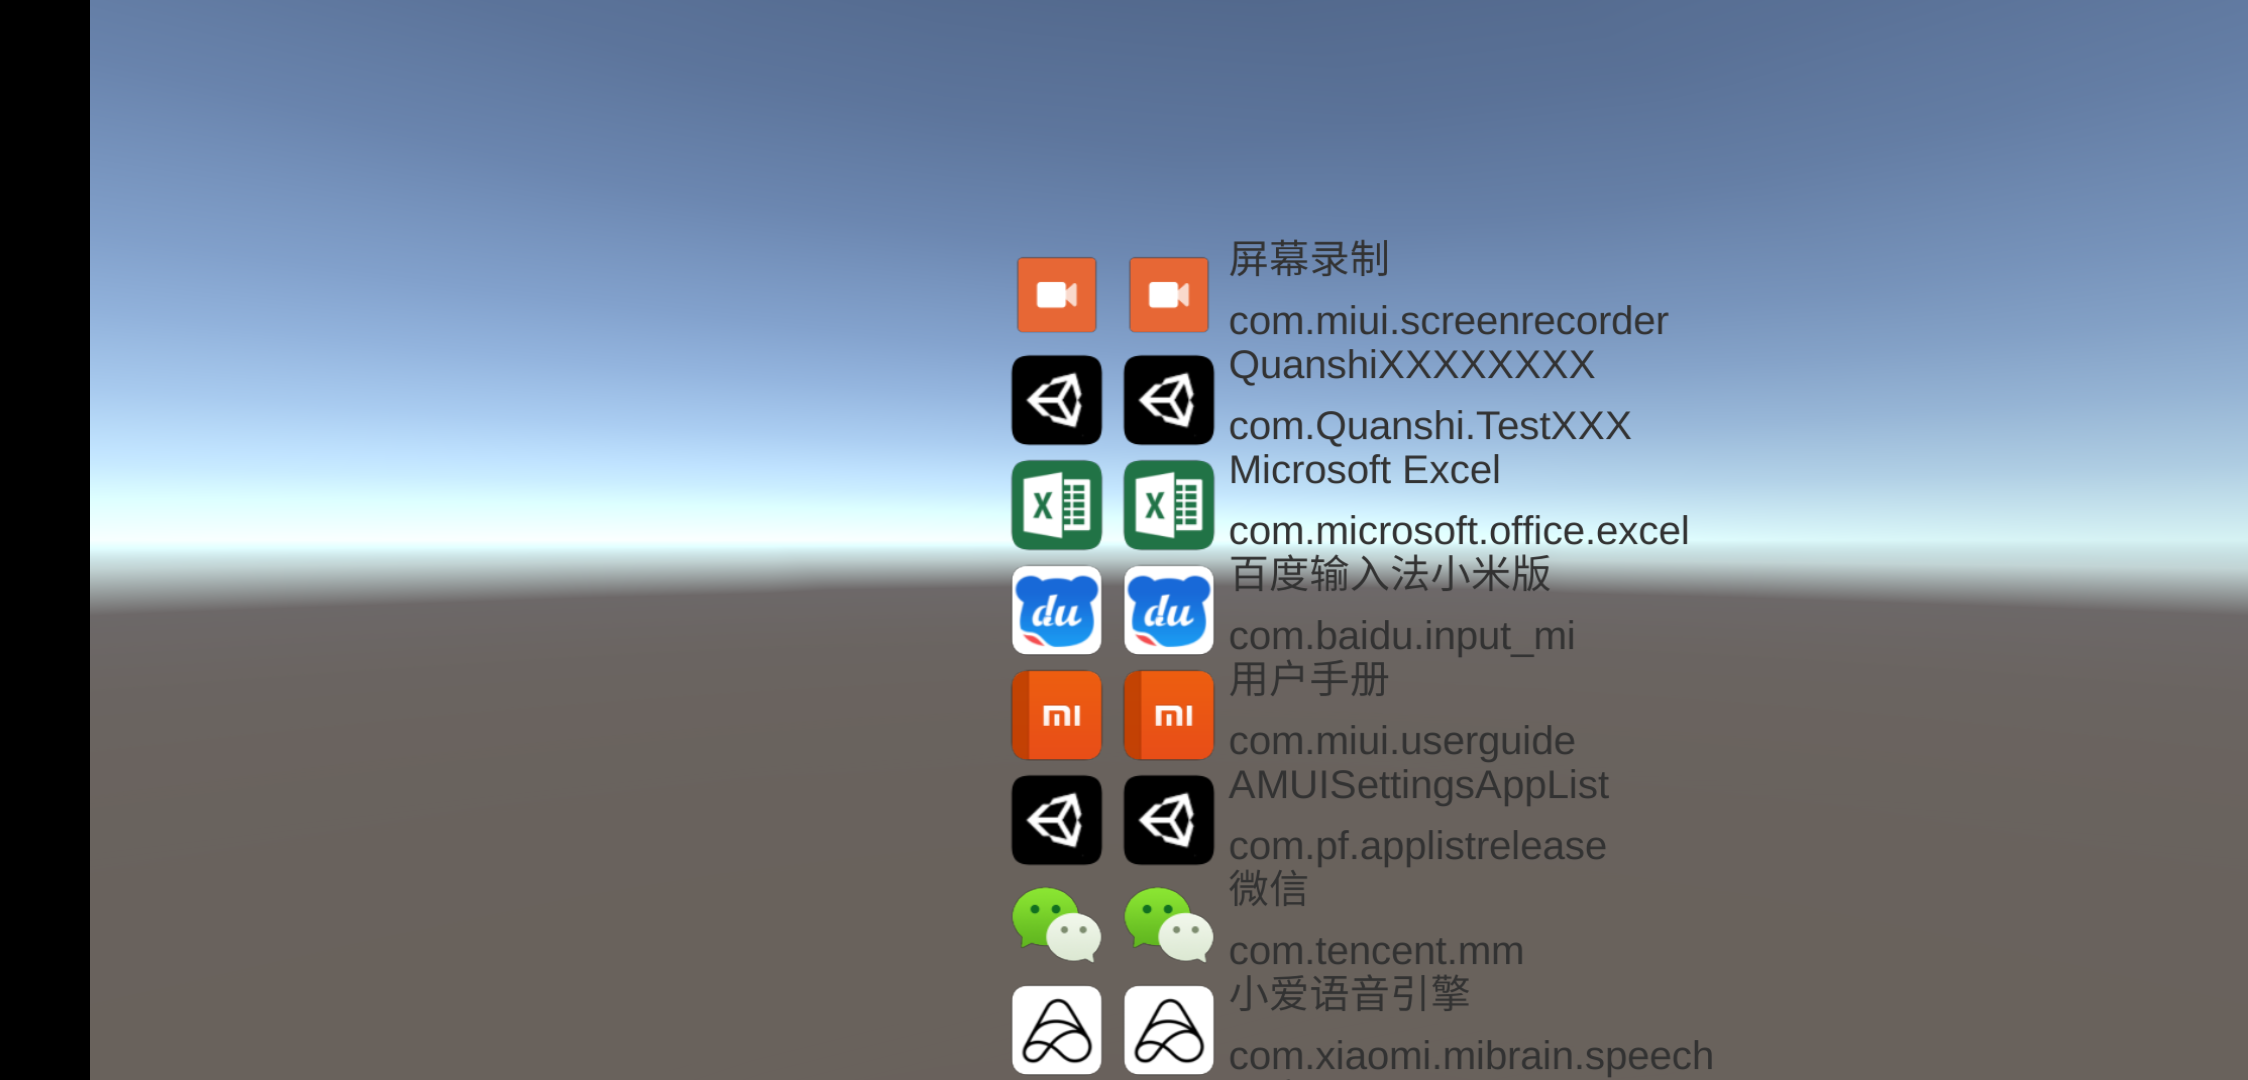 屏幕录制
com.miui.screenrecorder
QuanshiXXXXXXXX
com.Quanshi.TestXXX
Microsoft Excel
com.microsoft.office.excel
百度输入法小米版
com.baidu.input_mi
用户手册
com.miui.userguide
AMUISettingsAppList
com.pf.applistrelease
微信
com.tencent.mm
小爱语音引擎
com.xiaomi.mibrain.speech